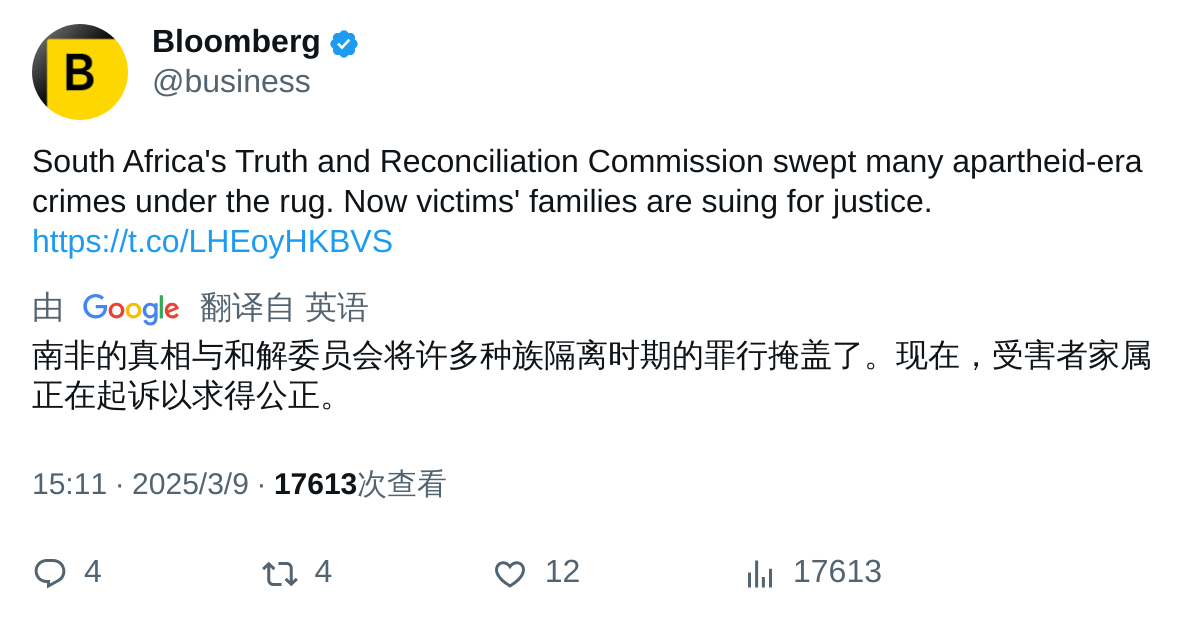 Bloomberg
@business
South Africa's Truth and Reconciliation Commission swept many apartheid-era
crimes under the rug. Now victims' families are suing for justice.
https://t.co/LHEoyHKBVS
由 Google 翻译自 英语
南非的真相与和解委员会将许多种族隔离时期的罪行掩盖了。现在，受害者家属
正在起诉以求得公正。
15:11 · 2025/3/9 · 17613次查看
4 4 12 17613